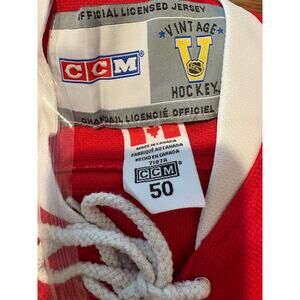 OFFICIAL LICENSED JERSEY
CCM
VINTAGE
V
HOCKEY
CHANDAIL LICENCIÉ OFFICIEL
MADE IN CANADA
FABRIQUÉ AU CANADA
HECHO EN CANADA
7187A
CCM
50